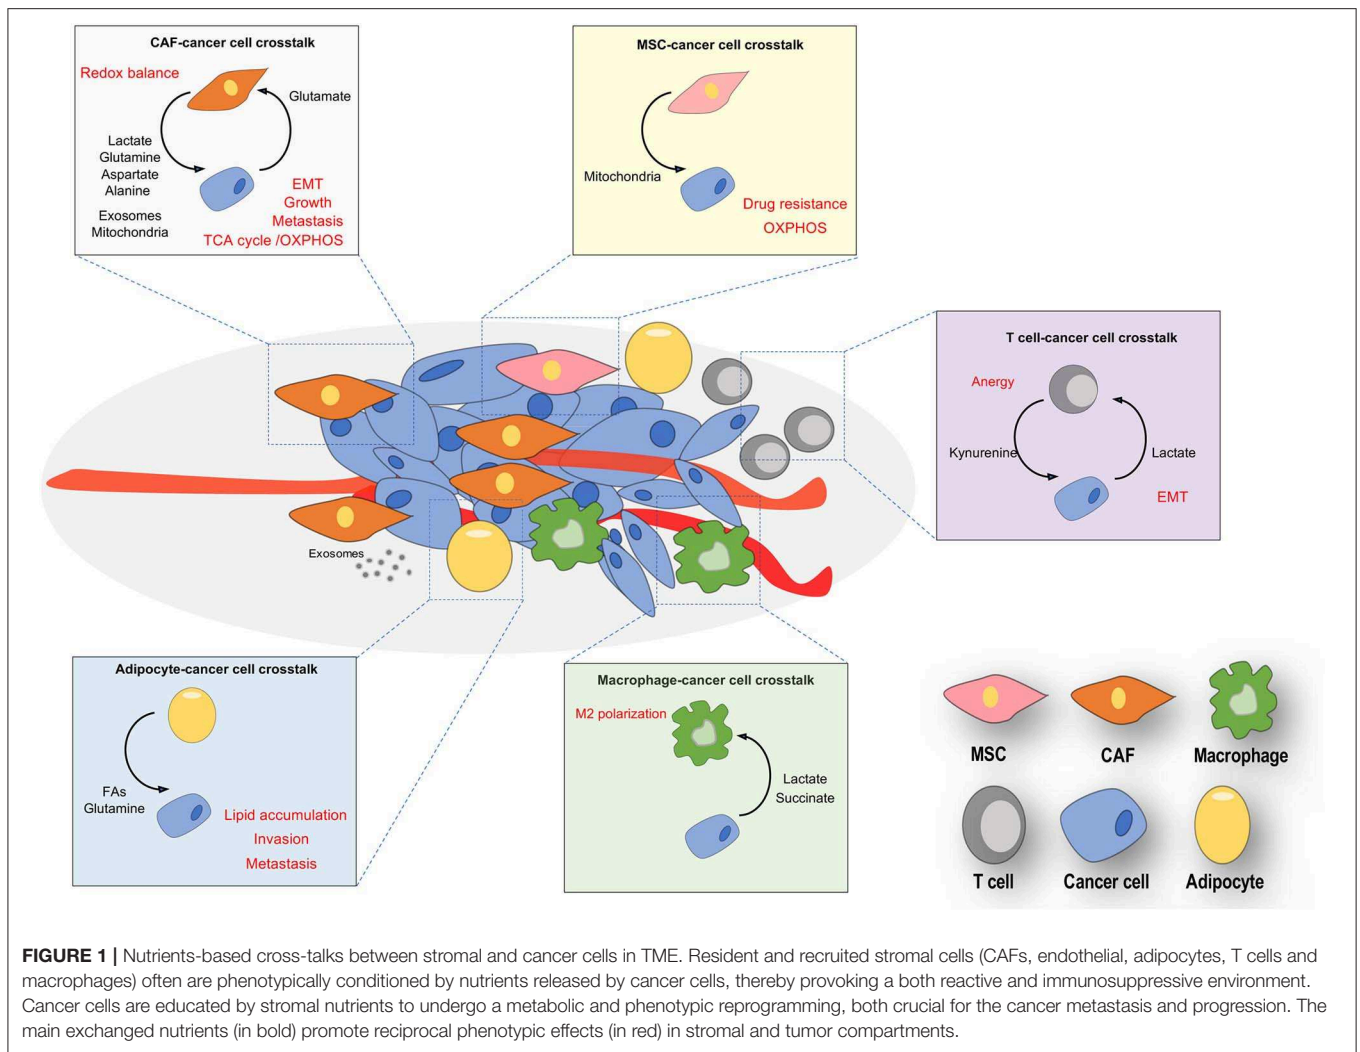 CAF-cancer cell crosstalk
Redox balance
Glutamate
Lactate
Glutamine
Aspartate
Alanine
Exosomes
Mitochondria
EMT
Growth
Metastasis
TCA cycle /OXPHOS
MSC-cancer cell crosstalk
Mitochondria
Drug resistance
OXPHOS
T cell-cancer cell crosstalk
Anergy
Kynurenine
Lactate
EMT
Exosomes
Adipocyte-cancer cell crosstalk
FAs
Glutamine
Lipid accumulation
Invasion
Metastasis
Macrophage-cancer cell crosstalk
M2 polarization
Lactate
Succinate
MSC
CAF
Macrophage
T cell
Cancer cell
Adipocyte
FIGURE 1 | Nutrients-based cross-talks between stromal and cancer cells in TME. Resident and recruited stromal cells (CAFs, endothelial, adipocytes, T cells and
macrophages) often are phenotypically conditioned by nutrients released by cancer cells, thereby provoking a both reactive and immunosuppressive environment.
Cancer cells are educated by stromal nutrients to undergo a metabolic and phenotypic reprogramming, both crucial for the cancer metastasis and progression. The
main exchanged nutrients (in bold) promote reciprocal phenotypic effects (in red) in stromal and tumor compartments.